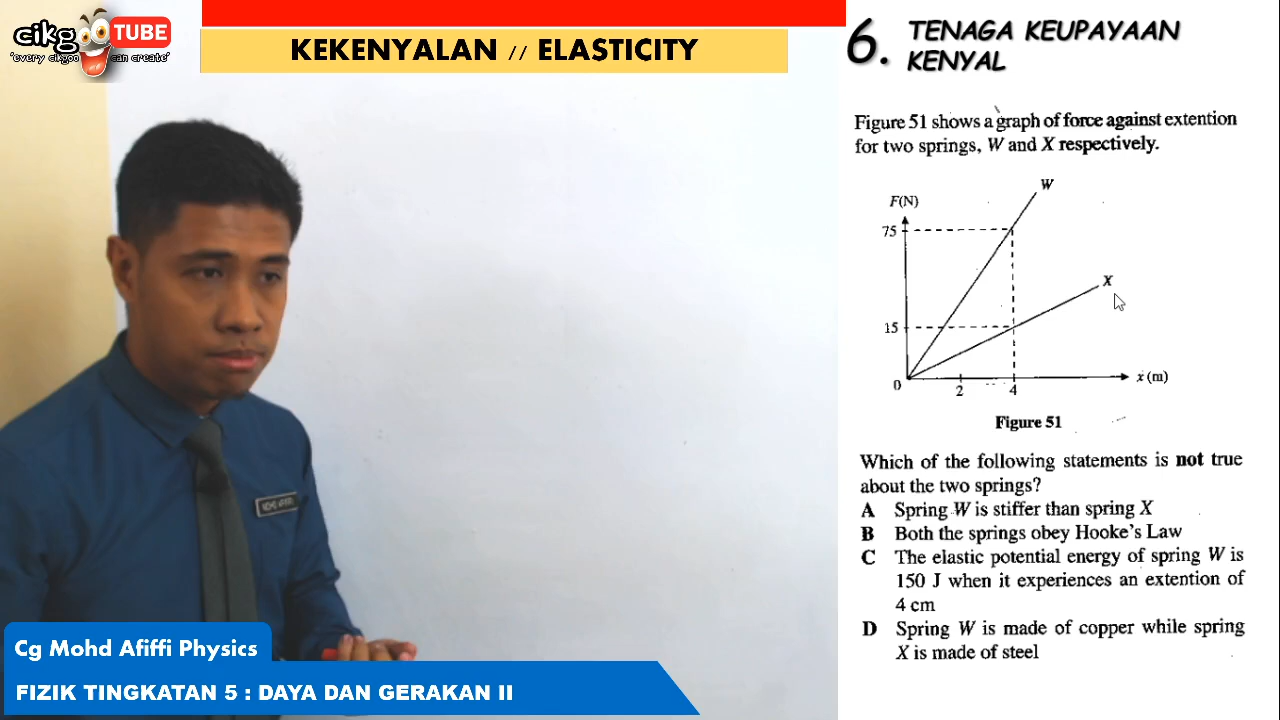 cikgooTUBE
'every cikgoo can create'
KEKENYALAN // ELASTICITY
6. TENAGA KEUPAYAAN
KENYAL
Figure 51 shows a graph of force against extention
for two springs, W and X respectively.
W
F(N)
75
X
15
0
2
4
x (m)
Figure 51
Which of the following statements is not true
about the two springs?
A Spring W is stiffer than spring X
B Both the springs obey Hooke's Law
C The elastic potential energy of spring W is
150 J when it experiences an extention of
4 cm
D Spring W is made of copper while spring
X is made of steel
MOHD AFIFFI
Cg Mohd Afiffi Physics
FIZIK TINGKATAN 5 : DAYA DAN GERAKAN II